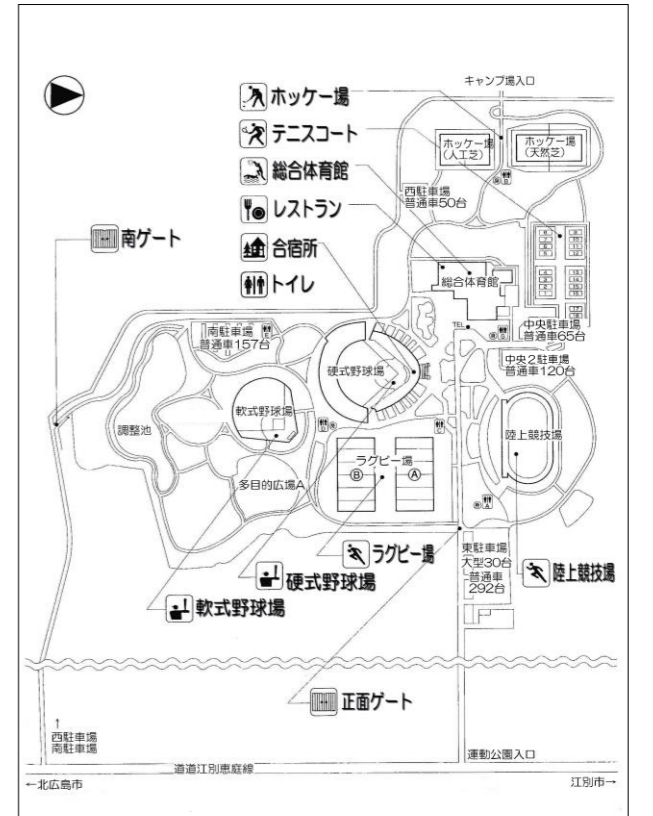 キャンプ場入口
ホッケー場
テニスコート
総合体育館
レストラン
合宿所
トイレ
南ゲート
ホッケー場
(人工芝)
ホッケー場
(天然芝)
西駐車場
普通車50台
総合体育館
TEL
中央駐車場
普通車65台
中央2駐車場
普通車120台
南駐車場
普通車157台
硬式野球場
軟式野球場
調整池
多目的広場A
ラグビー場
Ⓑ
Ⓐ
陸上競技場
東駐車場
大型30台
普通車
292台
ラグビー場
陸上競技場
硬式野球場
軟式野球場
正面ゲート
↑
西駐車場
南駐車場
運動公園入口
道道江別恵庭線
←北広島市
江別市→